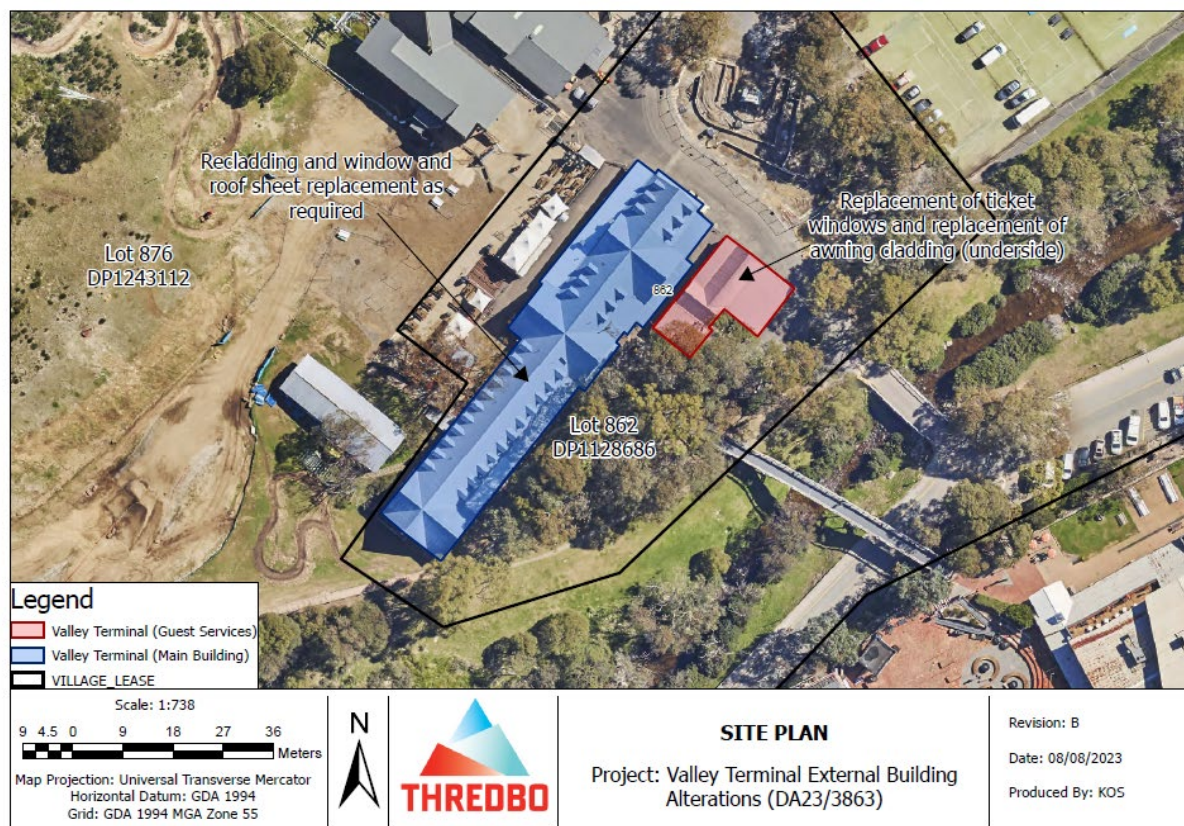 Recladding and window and
roof sheet replacement as
required
Replacement of ticket
windows and replacement of
awning cladding (underside)
Lot 876
DP1243112
862
Lot 862
DP1128686
Legend
Valley Terminal (Guest Services)
Valley Terminal (Main Building)
VILLAGE_LEASE
Scale: 1:738
9 4.5 0 9 18 27 36
Meters
Map Projection: Universal Transverse Mercator
Horizontal Datum: GDA 1994
Grid: GDA 1994 MGA Zone 55
N
THREDBO
SITE PLAN
Project: Valley Terminal External Building
Alterations (DA23/3863)
Revision: B
Date: 08/08/2023
Produced By: KOS